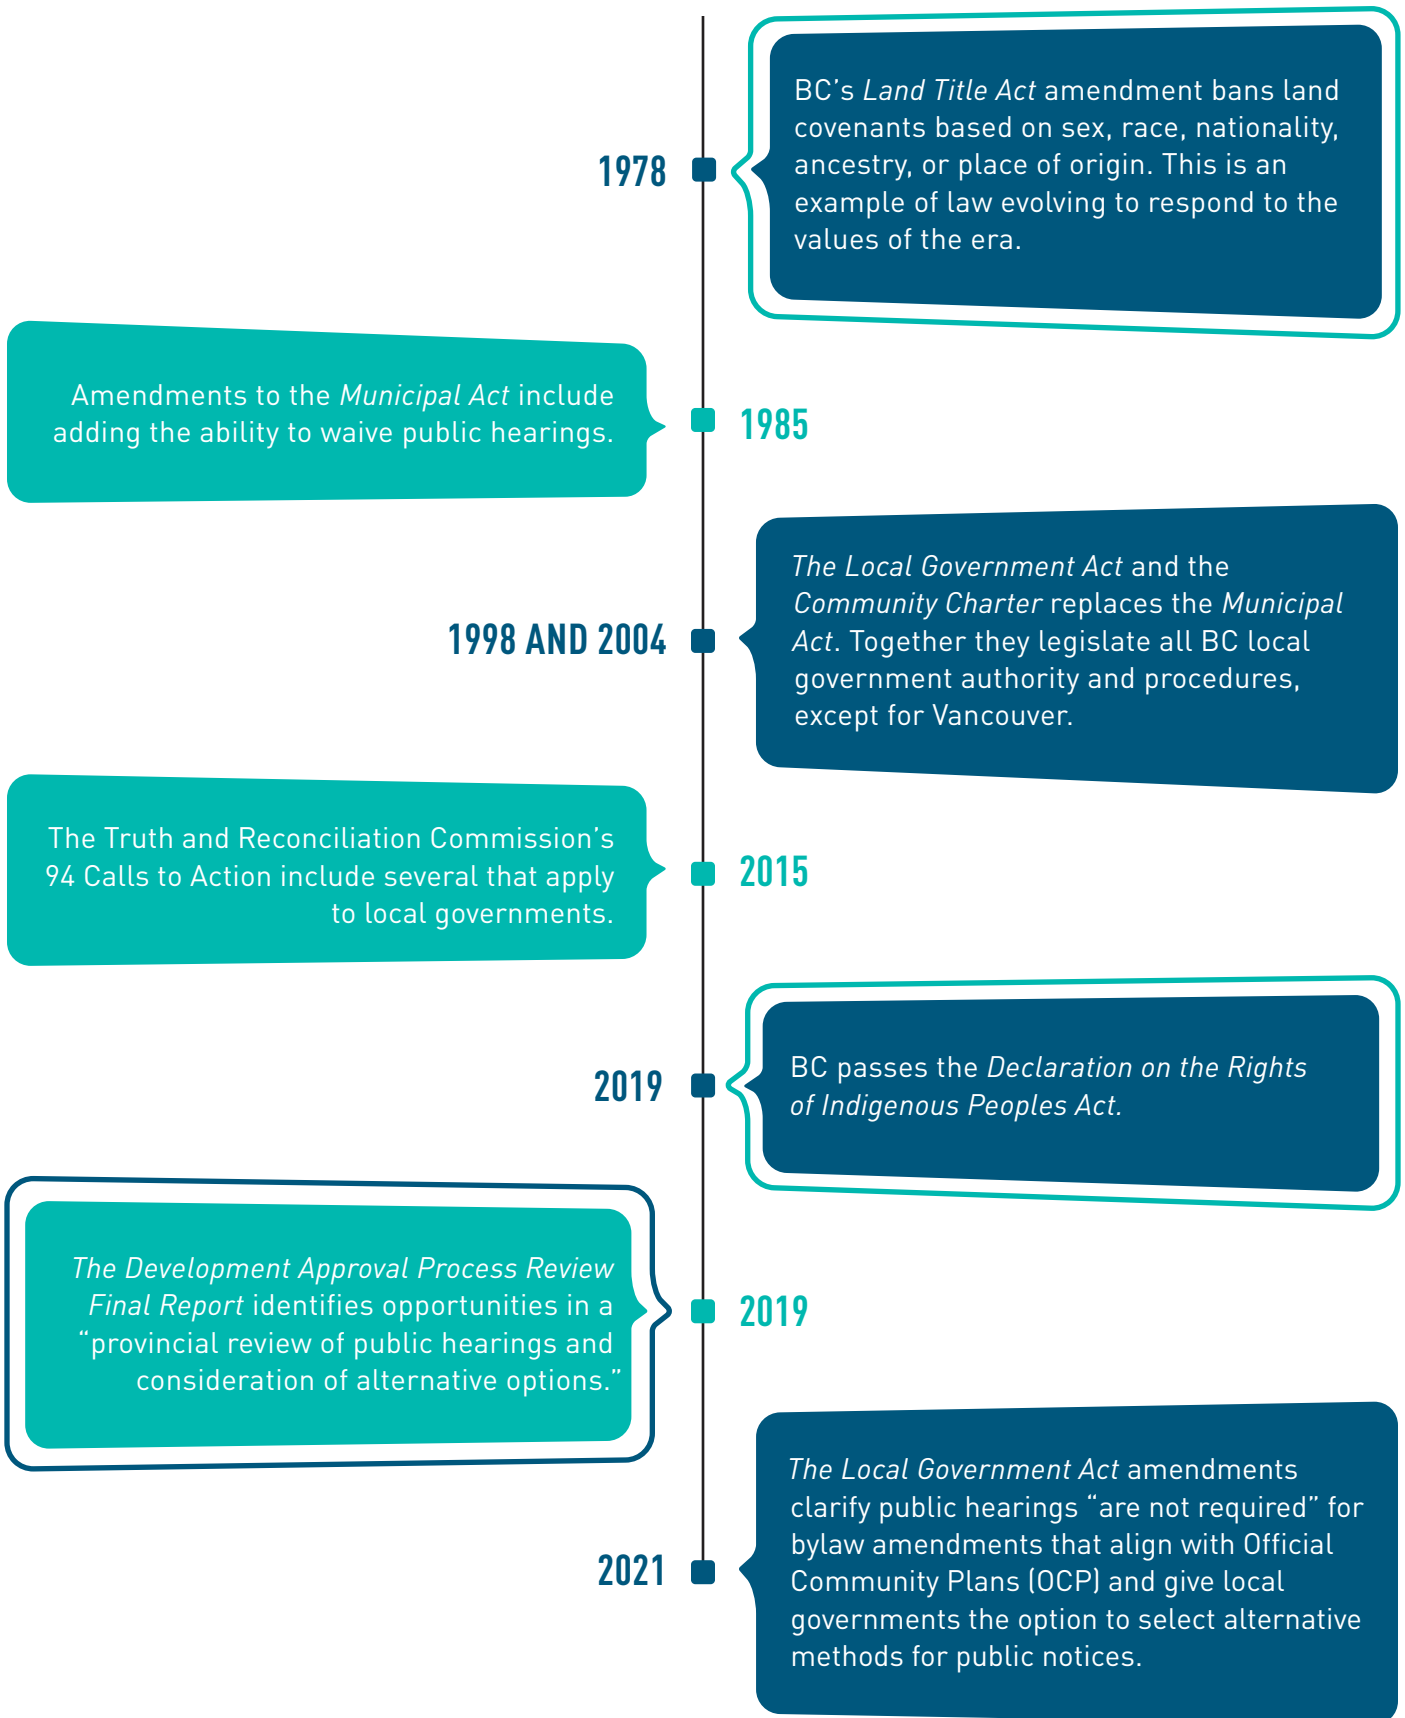 1978
BC’s Land Title Act amendment bans land
covenants based on sex, race, nationality,
ancestry, or place of origin. This is an
example of law evolving to respond to the
values of the era.
Amendments to the Municipal Act include
adding the ability to waive public hearings.
1985
1998 AND 2004
The Local Government Act and the
Community Charter replaces the Municipal
Act. Together they legislate all BC local
government authority and procedures,
except for Vancouver.
The Truth and Reconciliation Commission’s
94 Calls to Action include several that apply
to local governments.
2015
2019
BC passes the Declaration on the Rights
of Indigenous Peoples Act.
The Development Approval Process Review
Final Report identifies opportunities in a
“provincial review of public hearings and
consideration of alternative options.”
2019
2021
The Local Government Act amendments
clarify public hearings “are not required” for
bylaw amendments that align with Official
Community Plans (OCP) and give local
governments the option to select alternative
methods for public notices.